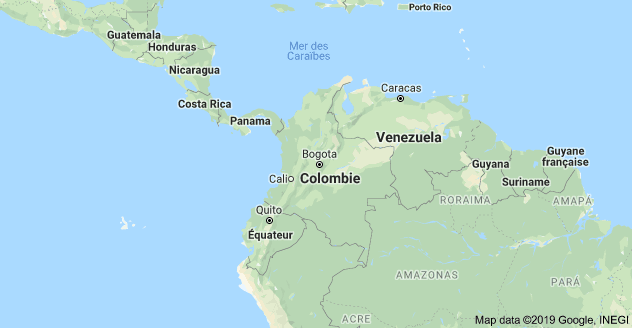 Porto Rico
Guatemala
Honduras
Mer des
Caraïbes
Nicaragua
Caracas
Costa Rica
Panama
Venezuela
Bogota
Guyane
française
Guyana
Cali
Colombie
Suriname
RORAIMA
AMAPÁ
Quito
Équateur
AMAZONAS
PARÁ
ACRE
Map data ©2019 Google, INEGI